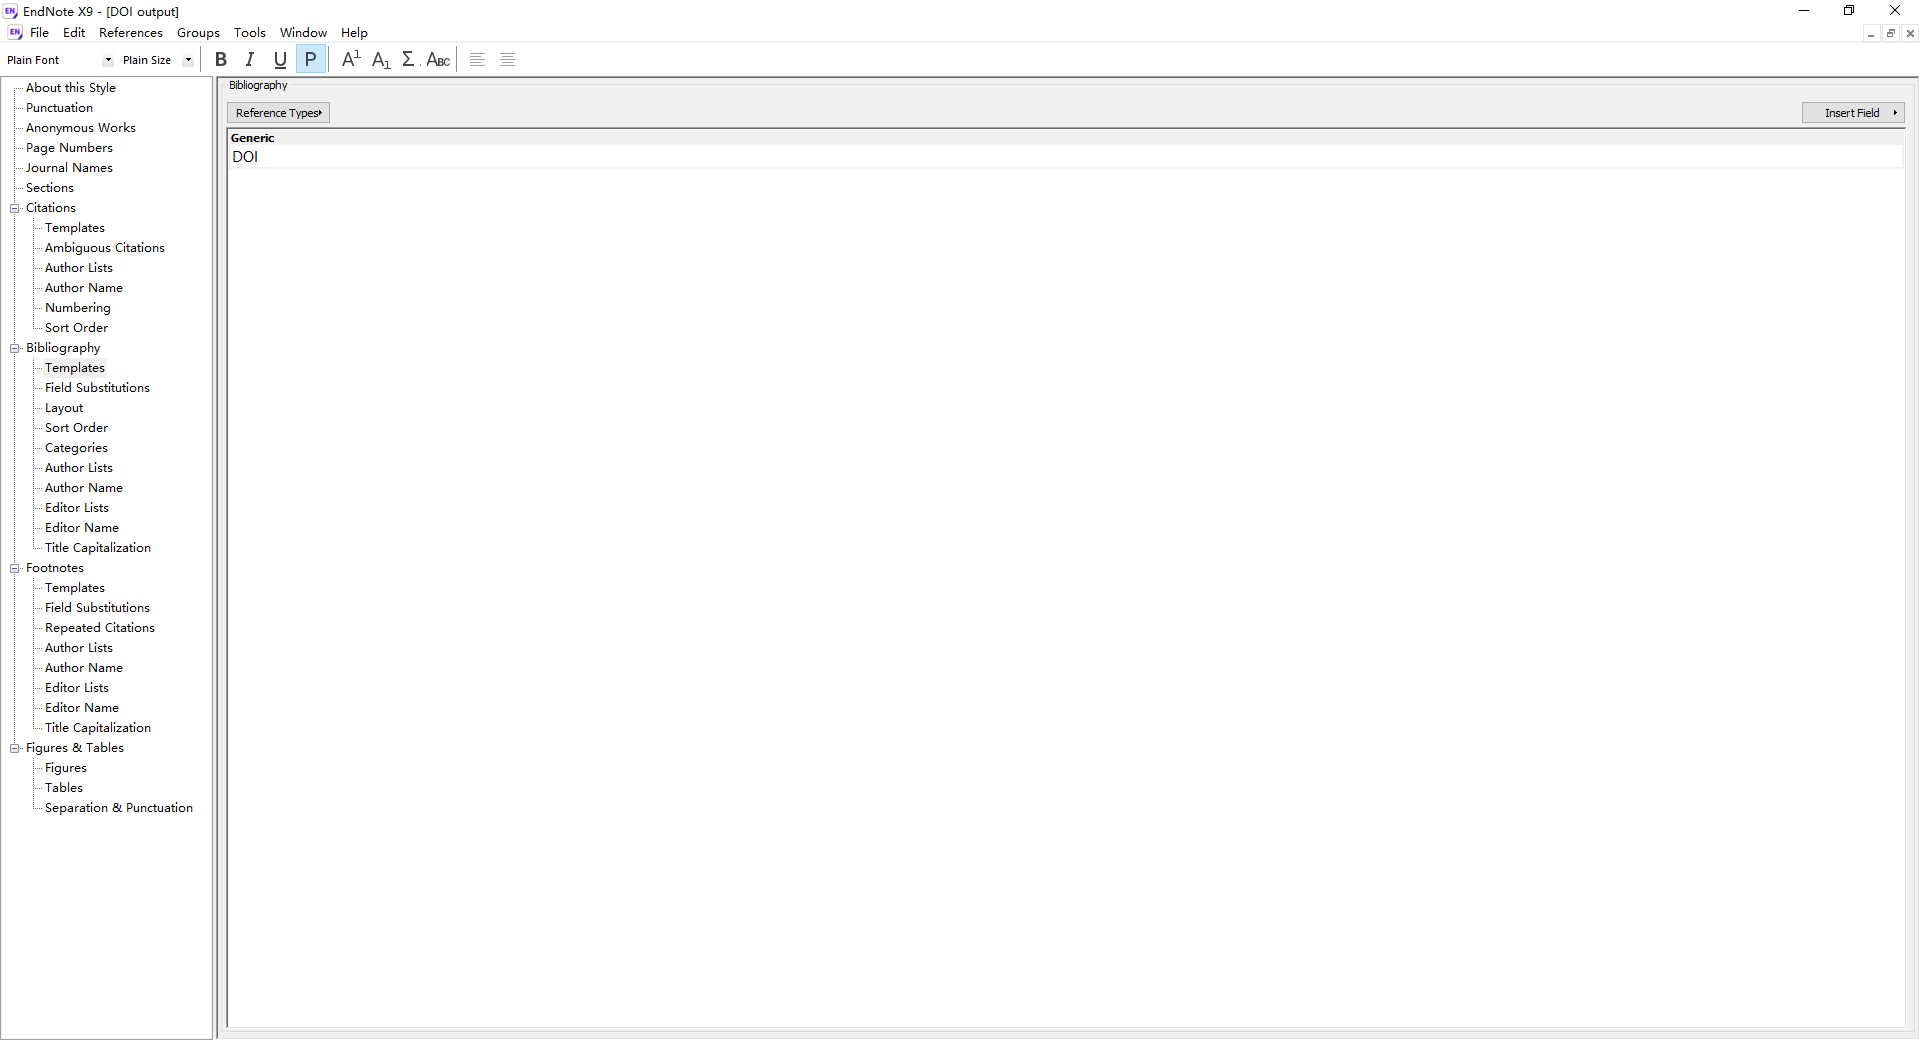 EndNote X9 - [DOI output]
File Edit References Groups Tools Window Help
Plain Font Plain Size B I U P A1 A1 Σ ABC
About this Style
Punctuation
Anonymous Works
Page Numbers
Journal Names
Sections
Citations
Templates
Ambiguous Citations
Author Lists
Author Name
Numbering
Sort Order
Bibliography
Templates
Field Substitutions
Layout
Sort Order
Categories
Author Lists
Author Name
Editor Lists
Editor Name
Title Capitalization
Footnotes
Templates
Field Substitutions
Repeated Citations
Author Lists
Author Name
Editor Lists
Editor Name
Title Capitalization
Figures & Tables
Figures
Tables
Separation & Punctuation
Bibliography
Reference Types
Insert Field
Generic
DOI